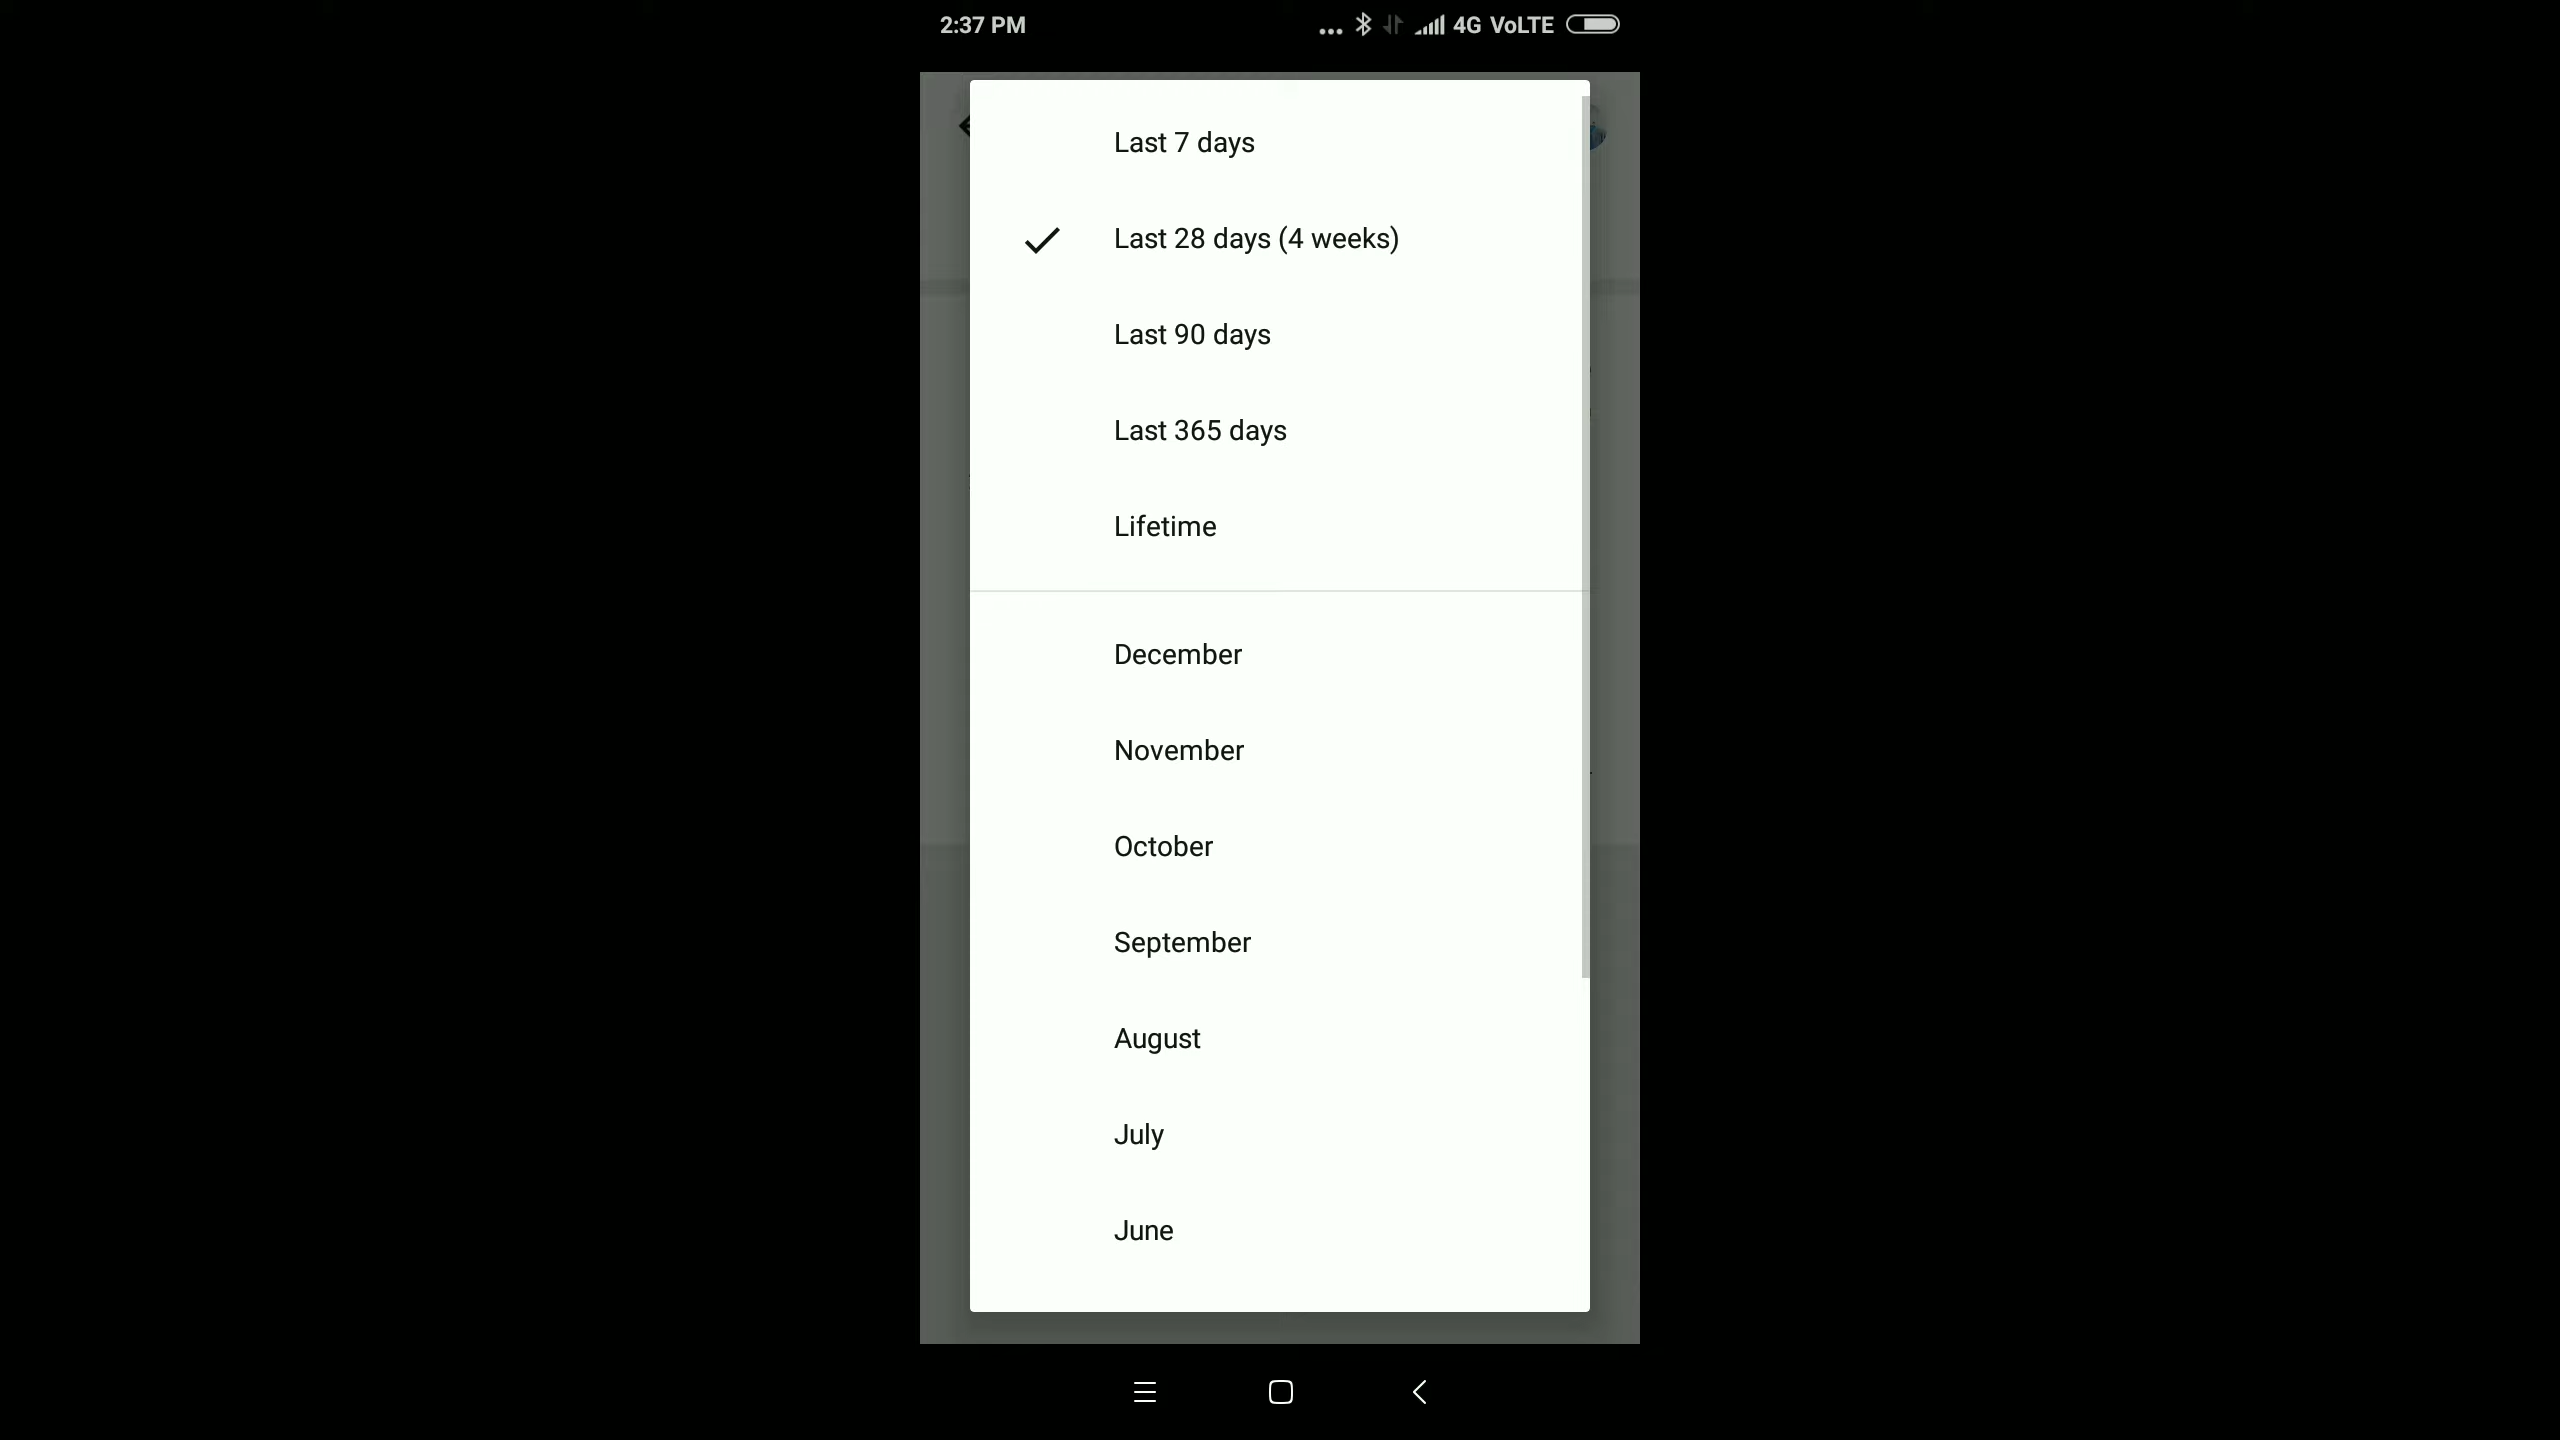 2:37 PM
... 4G VoLTE
Last 7 days
Last 28 days (4 weeks)
Last 90 days
Last 365 days
Lifetime
December
November
October
September
August
July
June